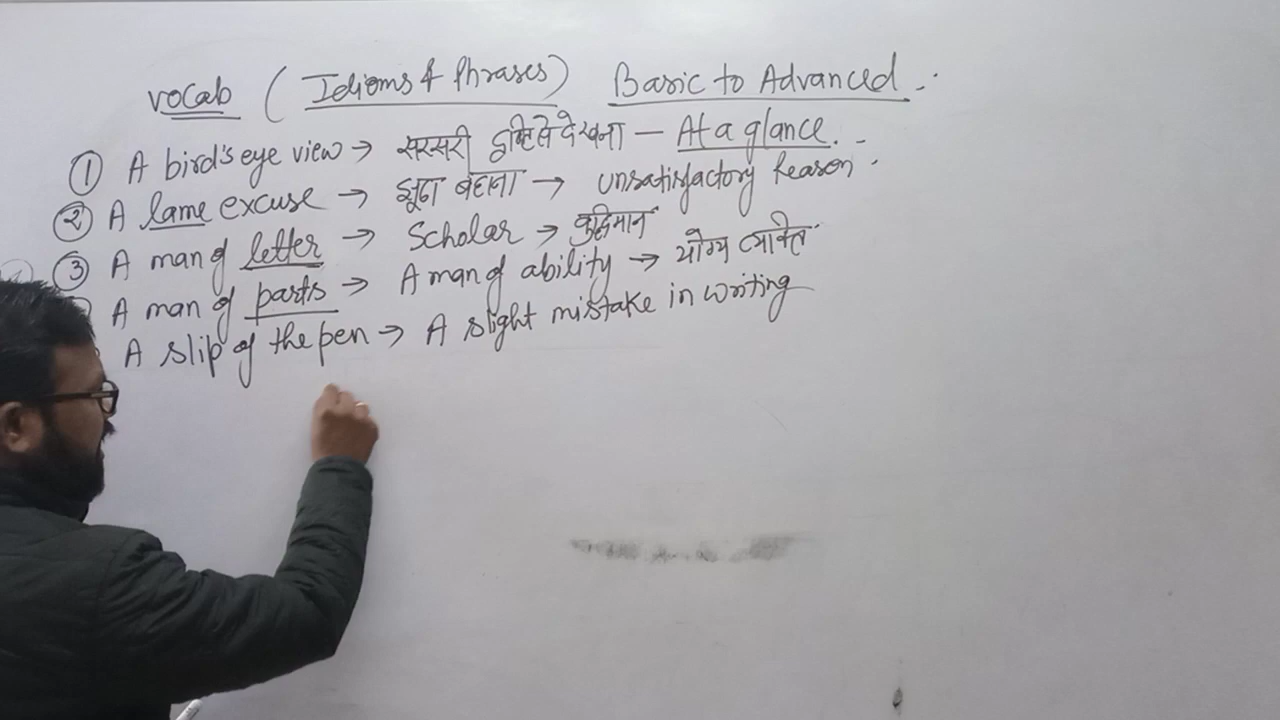 vocab ( Idioms & Phrases) Basic to Advanced.
① A bird's eye view → सरसरी दृष्टि से देखना — At a glance.
② A lame excuse → झूठा बहाना → unsatisfactory Reason.
③ A man of letter → Scholar → बुद्धिमान
A man of parts → A man of ability → योग्य व्यक्ति
A slip of the pen → A slight mistake in writing